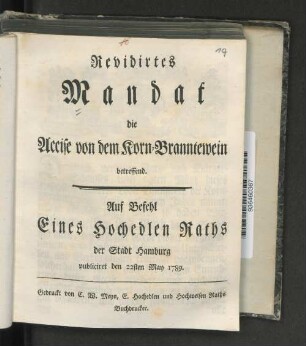 19
Revidirtes
Mandat
die
Accise von dem Korn-Branntewein
betreffend.
Auf Befehl
Eines Hochedlen Raths
der Stadt Hamburg
publiciret den 22sten May 1789.
Gedruckt von C. W. Meyn, E. Hochedlen und Hochweisen Raths
Buchdrucker.